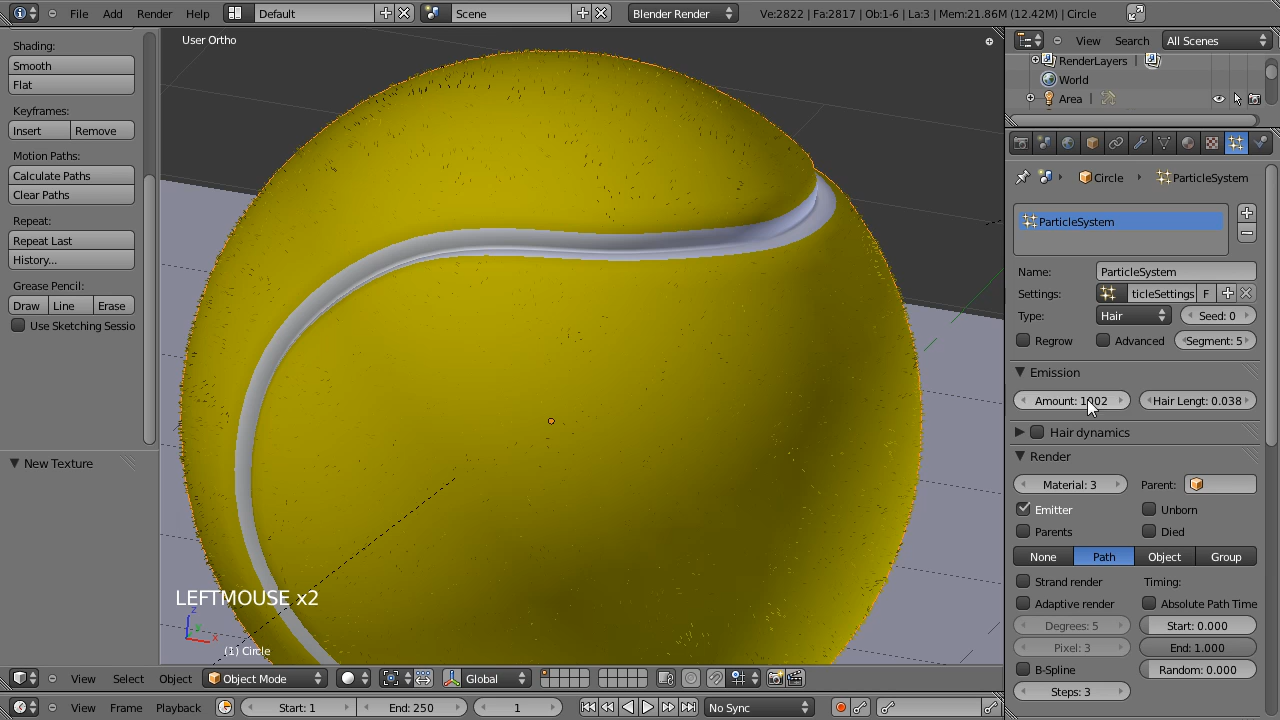 File Add Render Help Default Scene Blender Render Ve:2822 | Fa:2817 | Ob:1-6 | La:3 | Mem:21.86M (12.42M) | Circle
Shading:
Smooth
Flat
Keyframes:
Insert Remove
Motion Paths:
Calculate Paths
Clear Paths
Repeat:
Repeat Last
History...
Grease Pencil:
Draw Line Erase
Use Sketching Sessio
New Texture
User Ortho
LEFTMOUSE x2
z
y
x
(1) Circle
View Select Object Object Mode Global
View Frame Playback Start: 1 End: 250 1 No Sync
View Search All Scenes
RenderLayers |
World
Area |
Circle ParticleSystem
ParticleSystem
Name: ParticleSystem
Settings: ticleSettings F
Type: Hair Seed: 0
Regrow Advanced Segment: 5
Emission
Amount: 1002 Hair Lengt: 0.038
Hair dynamics
Render
Material: 3 Parent:
Emitter Unborn
Parents Died
None Path Object Group
Strand render Timing:
Adaptive render Absolute Path Time
Degrees: 5 Start: 0.000
Pixel: 3 End: 1.000
B-Spline Random: 0.000
Steps: 3